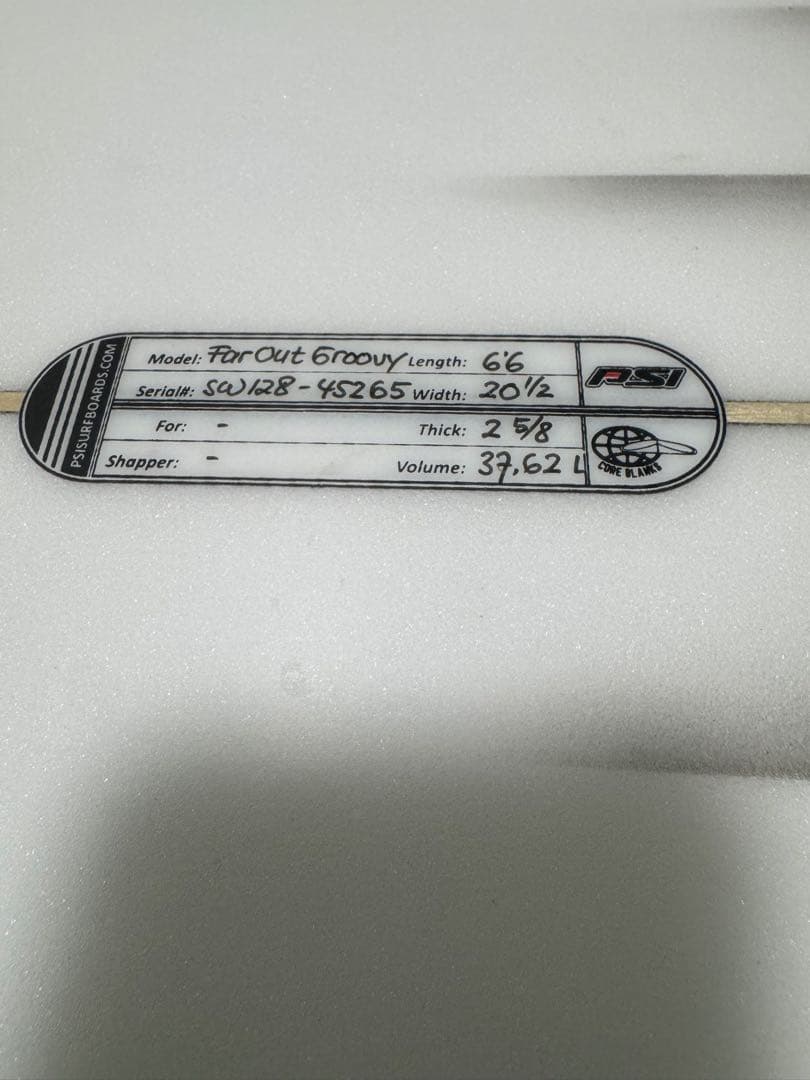 PSISURFBOARDS.COM
Model: Far Out Groovy Length: 6'6
Serial#: SW128-45265 Width: 20 1/2
For: - Thick: 2 5/8
Shapper: - Volume: 37,62 L
PSI
CORE BLANKS